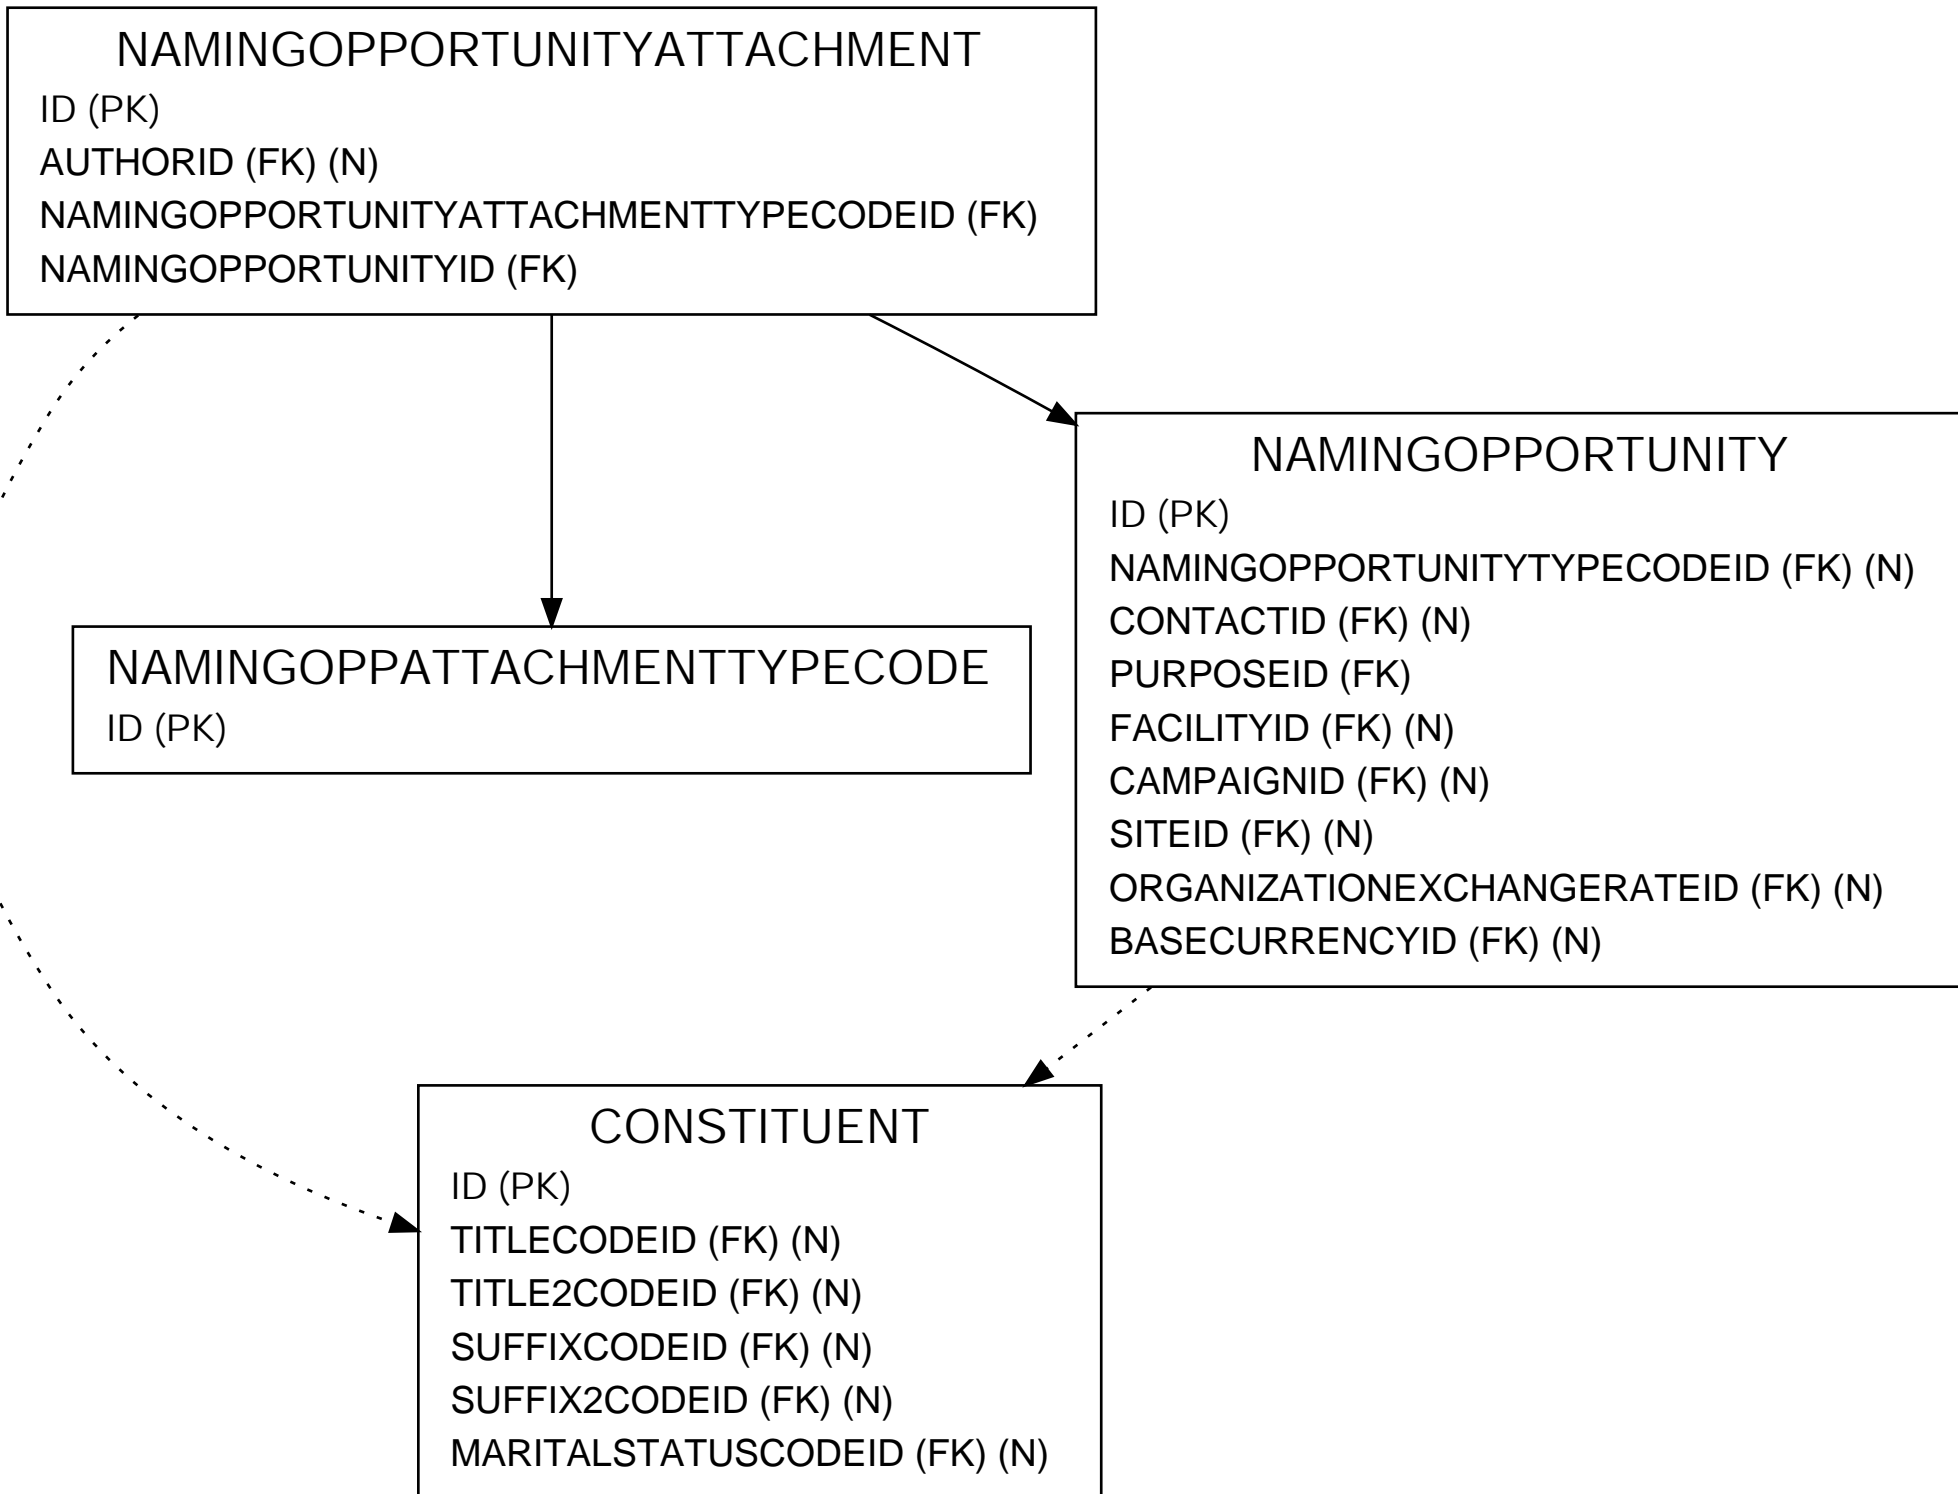 NAMINGOPPORTUNITYATTACHMENT
ID (PK)
AUTHORID (FK) (N)
NAMINGOPPORTUNITYATTACHMENTTYPECODEID (FK)
NAMINGOPPORTUNITYID (FK)
NAMINGOPPORTUNITY
ID (PK)
NAMINGOPPORTUNITYTYPECODEID (FK) (N)
CONTACTID (FK) (N)
PURPOSEID (FK)
FACILITYID (FK) (N)
CAMPAIGNID (FK) (N)
SITEID (FK) (N)
ORGANIZATIONEXCHANGERATEID (FK) (N)
BASECURRENCYID (FK) (N)
NAMINGOPPATTACHMENTTYPECODE
ID (PK)
CONSTITUENT
ID (PK)
TITLECODEID (FK) (N)
TITLE2CODEID (FK) (N)
SUFFIXCODEID (FK) (N)
SUFFIX2CODEID (FK) (N)
MARITALSTATUSCODEID (FK) (N)